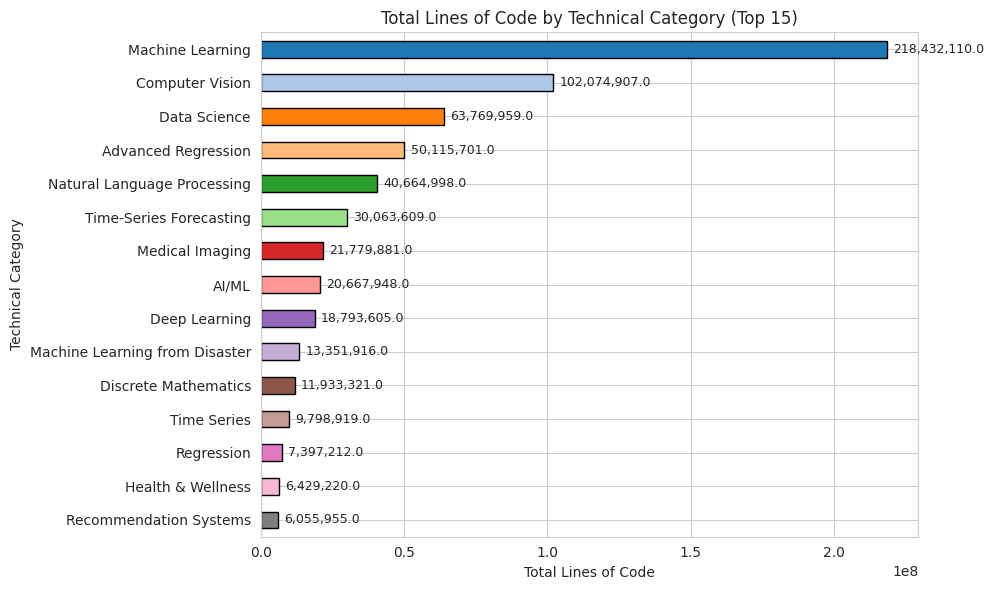 Total Lines of Code by Technical Category (Top 15)
Technical Category
Machine Learning 218,432,110.0
Computer Vision 102,074,907.0
Data Science 63,769,959.0
Advanced Regression 50,115,701.0
Natural Language Processing 40,664,998.0
Time-Series Forecasting 30,063,609.0
Medical Imaging 21,779,881.0
AI/ML 20,667,948.0
Deep Learning 18,793,605.0
Machine Learning from Disaster 13,351,916.0
Discrete Mathematics 11,933,321.0
Time Series 9,798,919.0
Regression 7,397,212.0
Health & Wellness 6,429,220.0
Recommendation Systems 6,055,955.0
0.0 0.5 1.0 1.5 2.0
Total Lines of Code
1e8